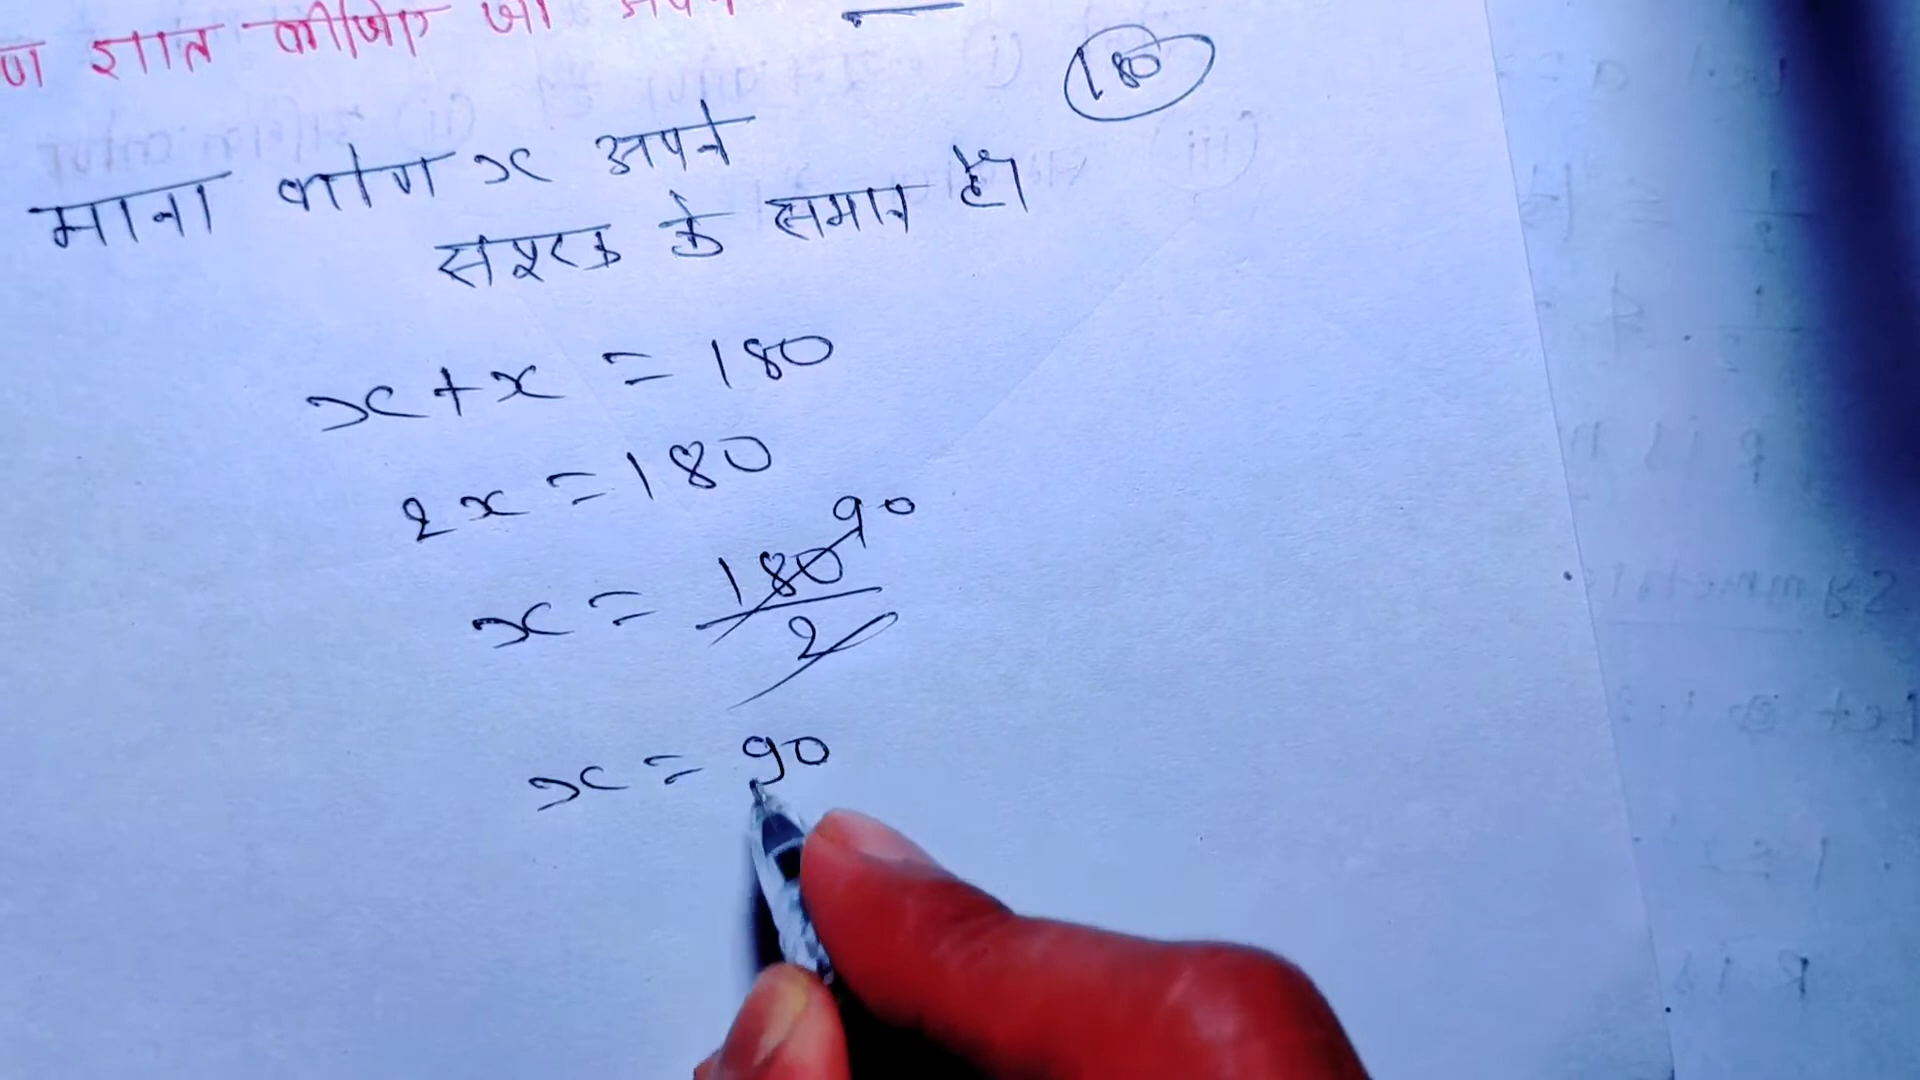 ज्ञात कीजिए जो
180
माना कोण x अपने
संपूरक के समान है।
x + x = 180
2x = 180
90
x = 180/2
x = 90